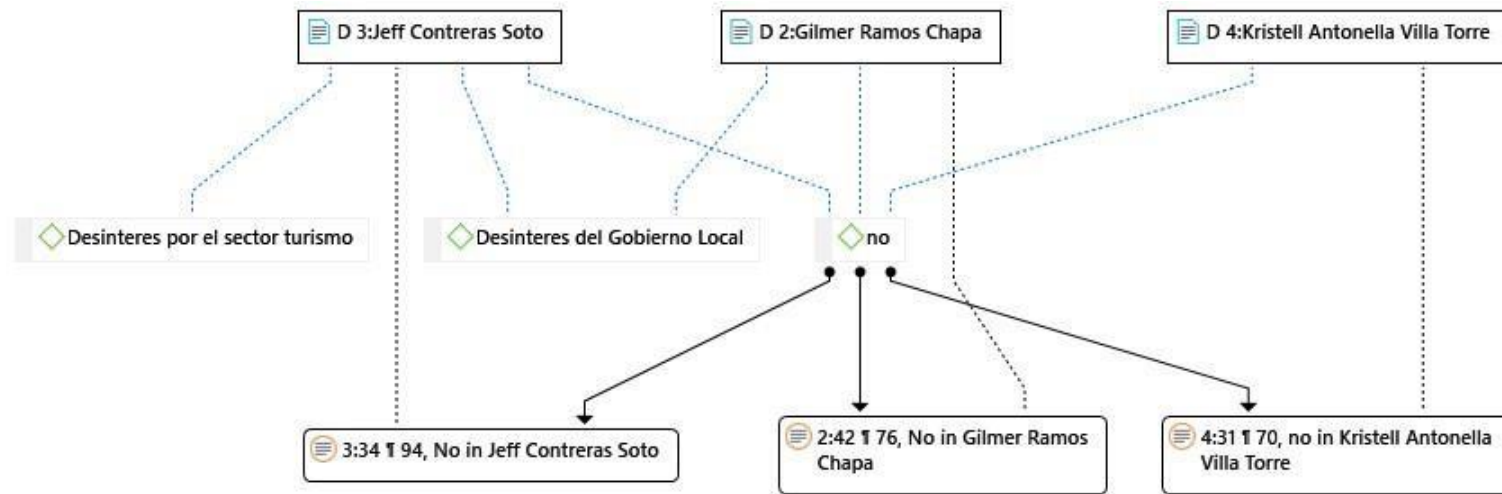 D 3:Jeff Contreras Soto
D 2:Gilmer Ramos Chapa
D 4:Kristell Antonella Villa Torre
Desinteres por el sector turismo
Desinteres del Gobierno Local
no
3:34 ¶ 94, No in Jeff Contreras Soto
2:42 ¶ 76, No in Gilmer Ramos
Chapa
4:31 ¶ 70, no in Kristell Antonella
Villa Torre